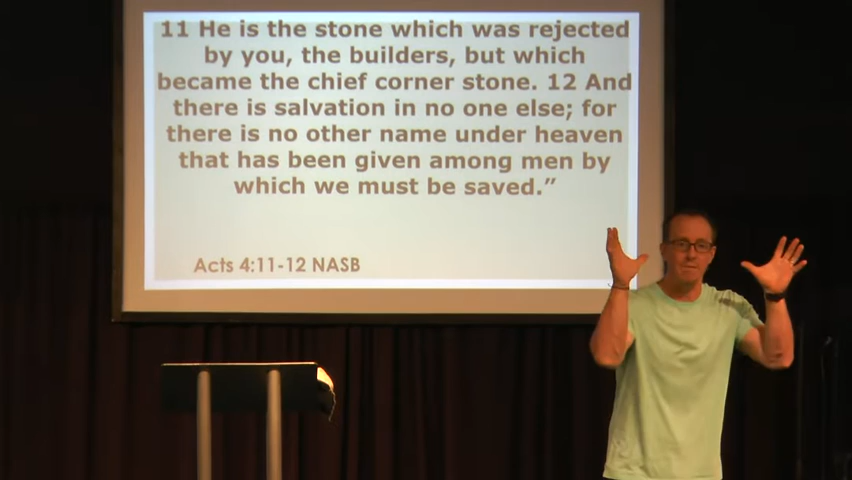 11 He is the stone which was rejected
by you, the builders, but which
became the chief corner stone. 12 And
there is salvation in no one else; for
there is no other name under heaven
that has been given among men by
which we must be saved.”
Acts 4:11-12 NASB